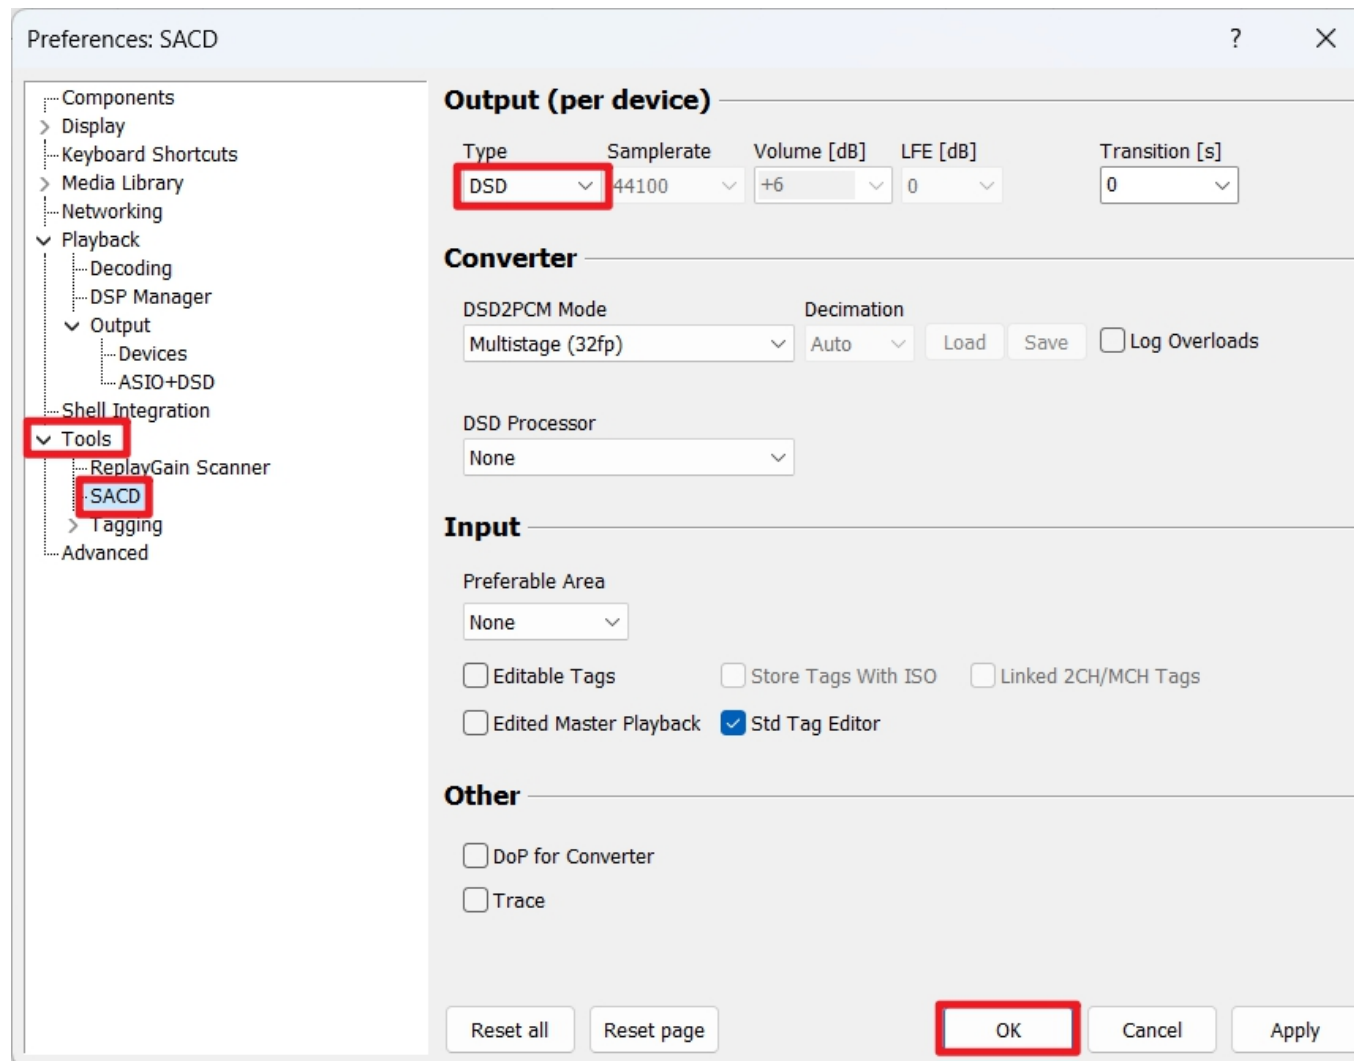 Preferences: SACD
?
Components
Display
Keyboard Shortcuts
Media Library
Networking
Playback
Decoding
DSP Manager
Output
Devices
ASIO+DSD
Shell Integration
Tools
ReplayGain Scanner
SACD
Tagging
Advanced
Output (per device)
Type Samplerate Volume [dB] LFE [dB] Transition [s]
DSD 44100 +6 0 0
Converter
DSD2PCM Mode Decimation
Multistage (32fp) Auto Load Save Log Overloads
DSD Processor
None
Input
Preferable Area
None
Editable Tags Store Tags With ISO Linked 2CH/MCH Tags
Edited Master Playback Std Tag Editor
Other
DoP for Converter
Trace
Reset all Reset page OK Cancel Apply